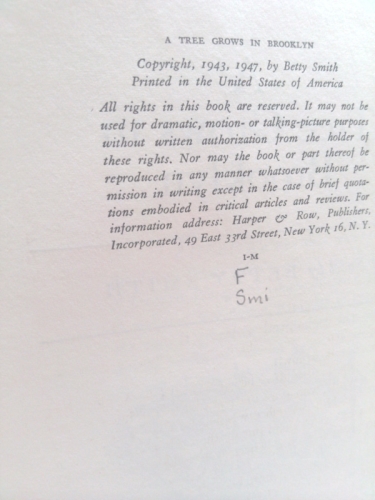 A TREE GROWS IN BROOKLYN
Copyright, 1943, 1947, by Betty Smith
Printed in the United States of America
All rights in this book are reserved. It may not be
used for dramatic, motion- or talking-picture purposes
without written authorization from the holder of
these rights. Nor may the book or part thereof be
reproduced in any manner whatsoever without per-
mission in writing except in the case of brief quota-
tions embodied in critical articles and reviews. For
information address: Harper & Row, Publishers,
Incorporated, 49 East 33rd Street, New York 16, N. Y.
I-M
F
Smi